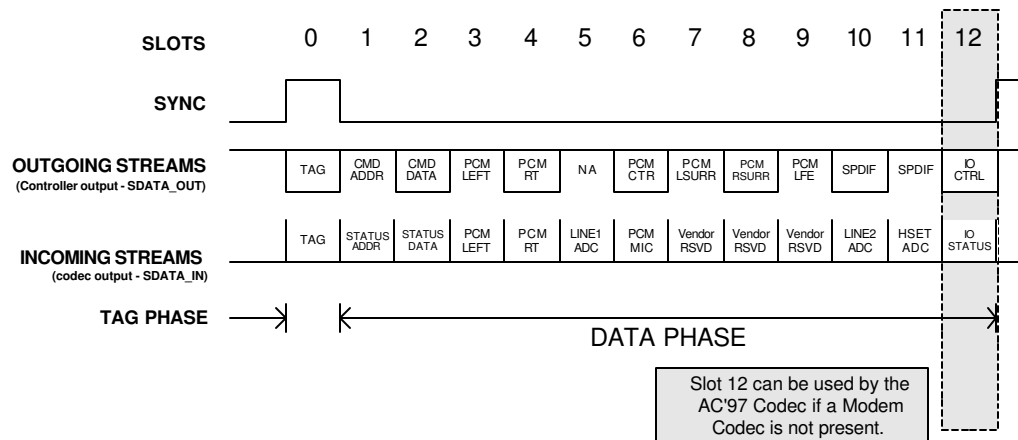 SLOTS 0 1 2 3 4 5 6 7 8 9 10 11 12
SYNC
OUTGOING STREAMS
(Controller output - SDATA_OUT)
TAG CMD ADDR CMD DATA PCM LEFT PCM RT NA PCM CTR PCM LSURR PCM RSURR PCM LFE SPDIF SPDIF IO CTRL
INCOMING STREAMS
(codec output - SDATA_IN)
TAG STATUS ADDR STATUS DATA PCM LEFT PCM RT LINE1 ADC PCM MIC Vendor RSVD Vendor RSVD Vendor RSVD LINE2 ADC HSET ADC IO STATUS
TAG PHASE
DATA PHASE
Slot 12 can be used by the
AC'97 Codec if a Modem
Codec is not present.